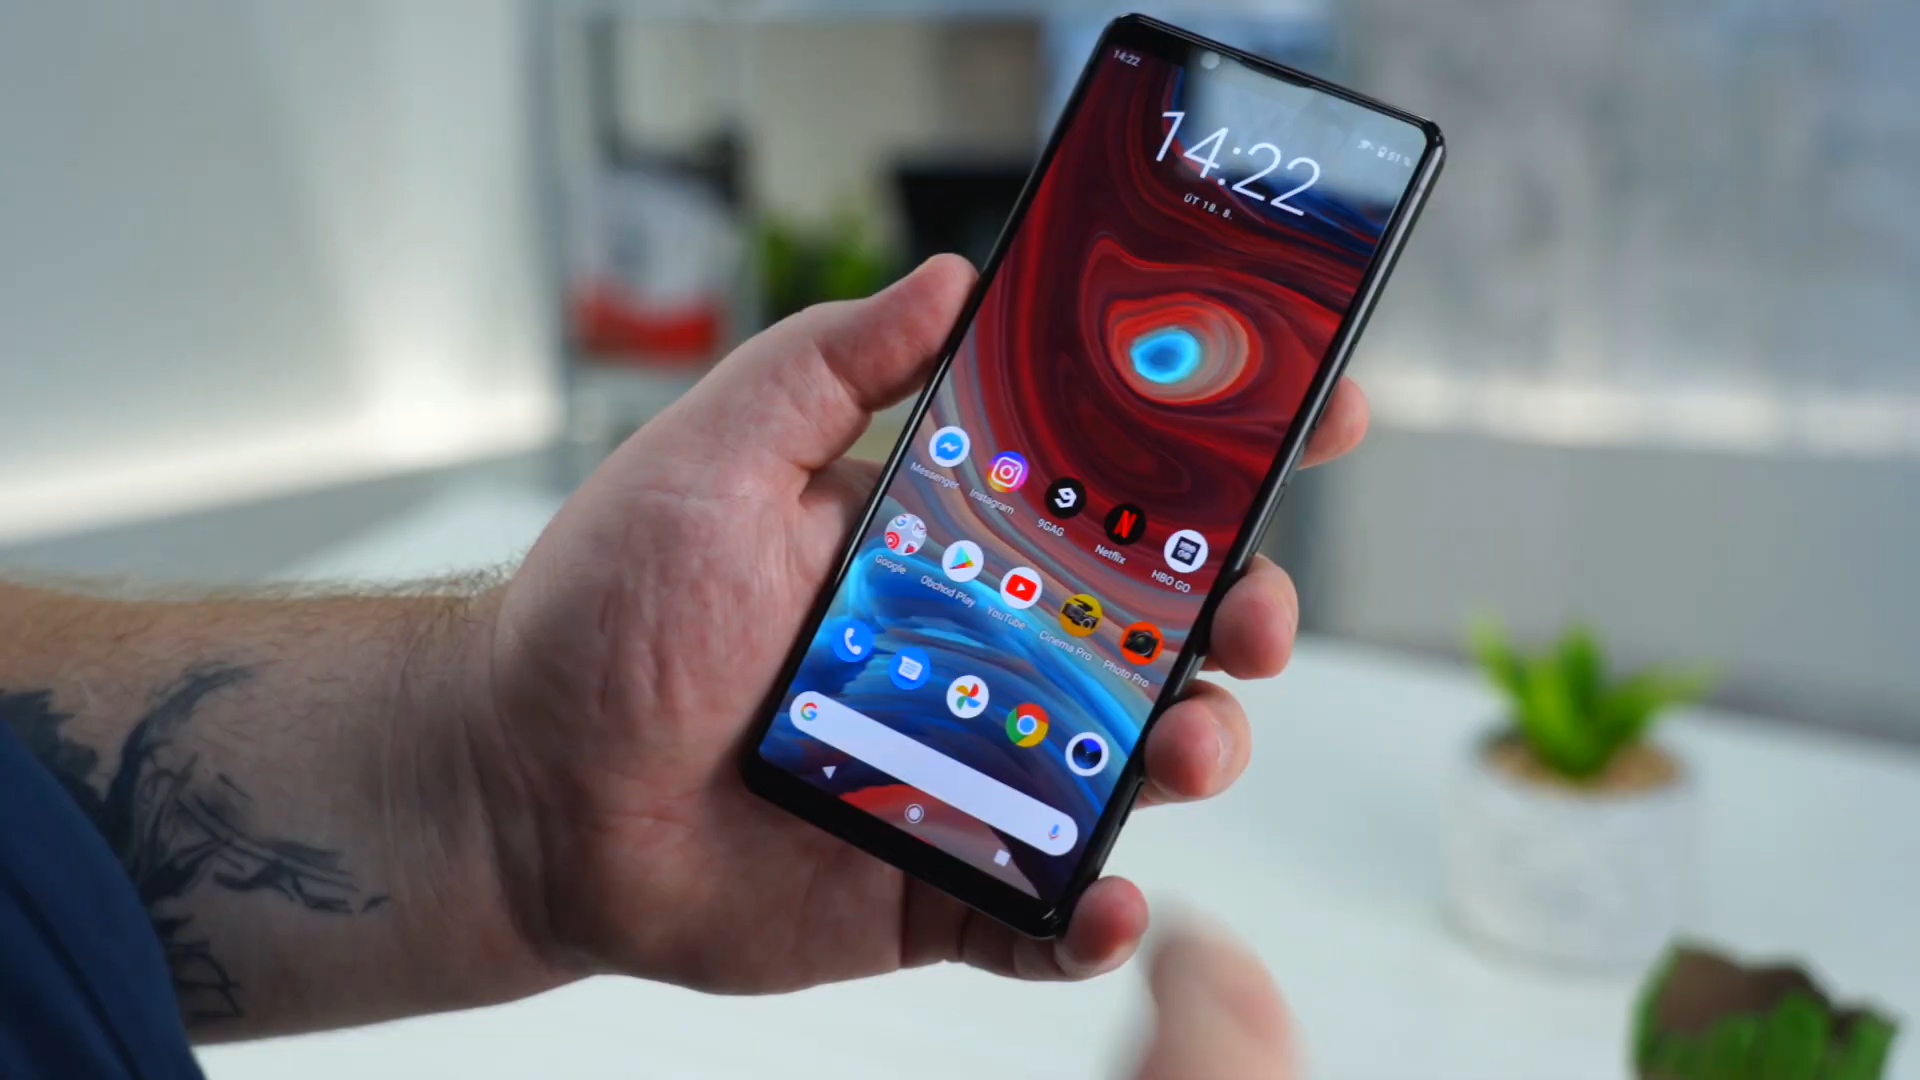 14:22
51 %
14:22
ÚT 18. 8.
Messenger
Instagram
9GAG
Netflix
HBO GO
Google
Obchod Play
YouTube
Cinema Pro
Photo Pro